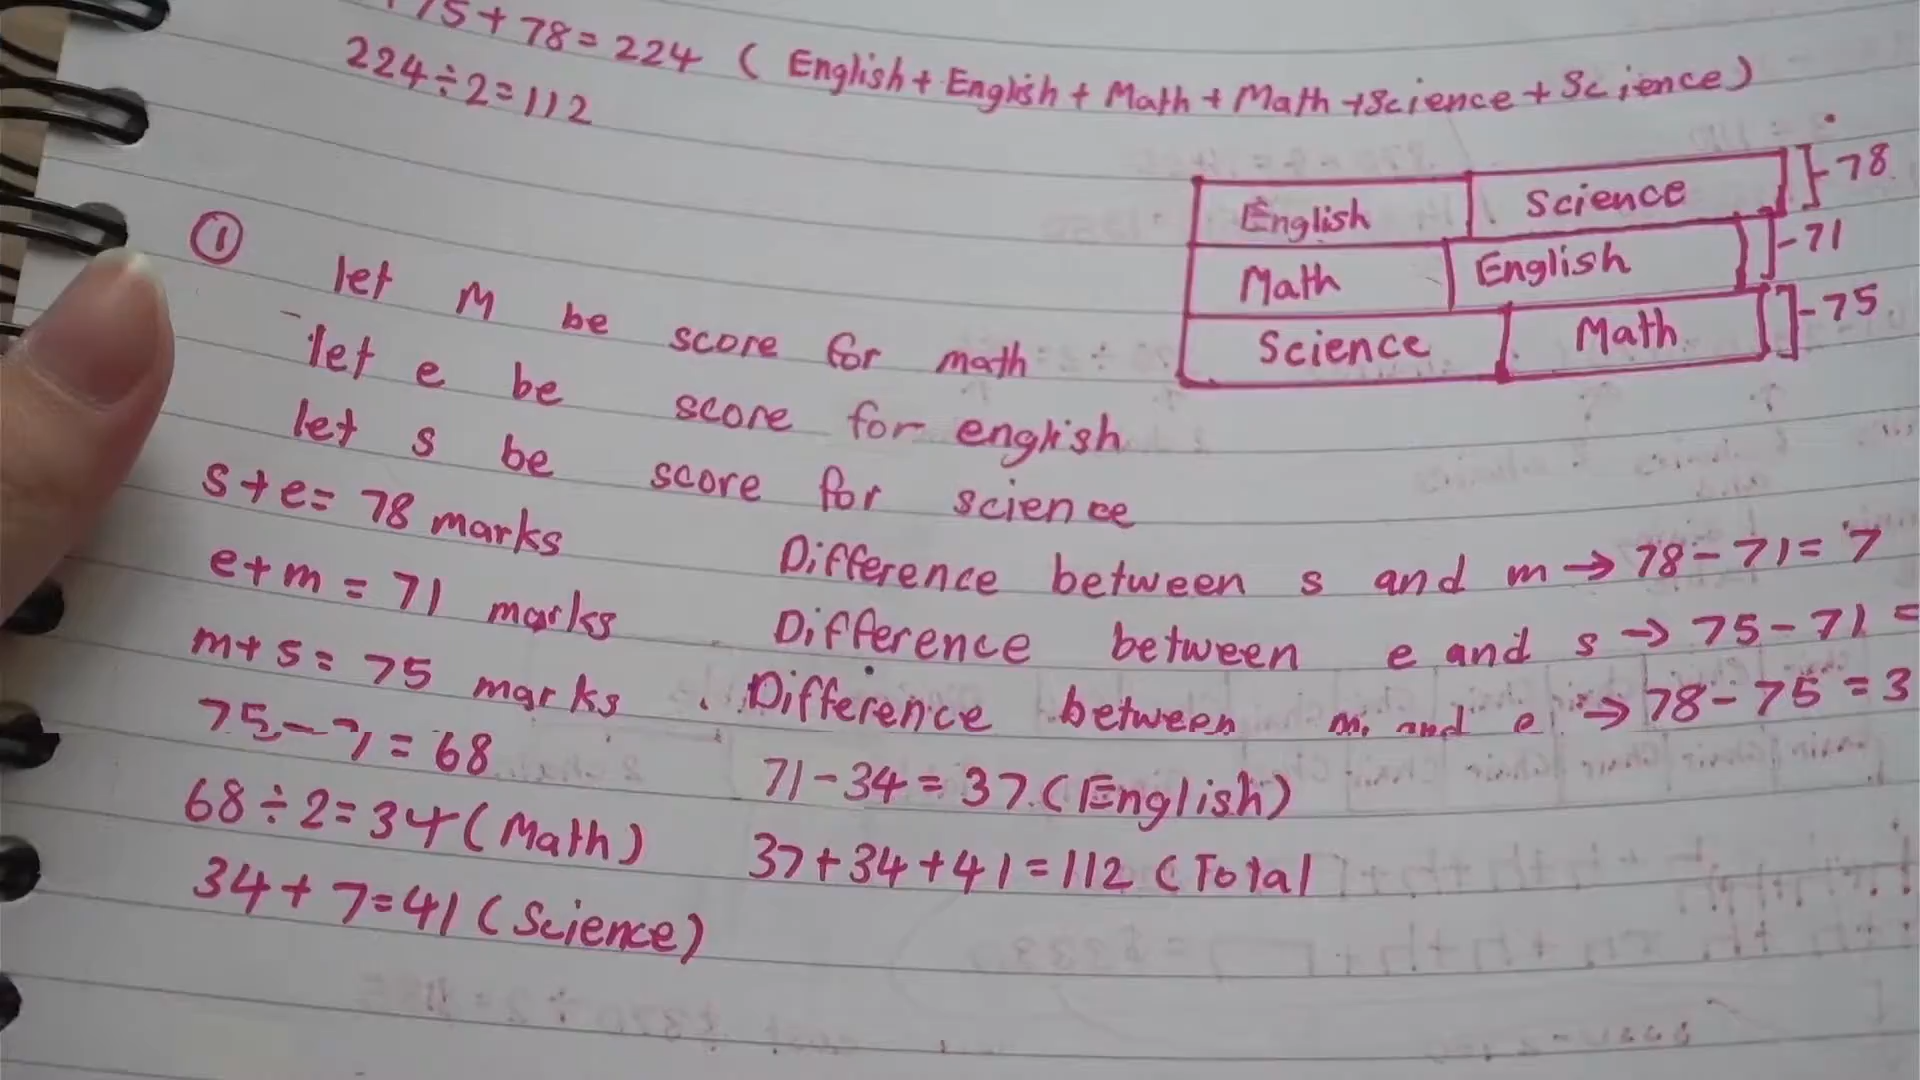 75+78=224 (English+English+Math+Math+Science+Science)
224÷2=112
English Science 78
Math English 71
Science Math 75
①
let M be score for math
let e be score for english
let s be score for science
s+e= 78 marks
e+m = 71 marks
m+s= 75 marks
Difference between s and m → 78-71= 7
Difference between e and s → 75-71 =
Difference between m and e → 78-75 = 3
75-7=68
68÷2=34(Math)
34+7=41(Science)
71-34=37(English)
37+34+41=112 (Total